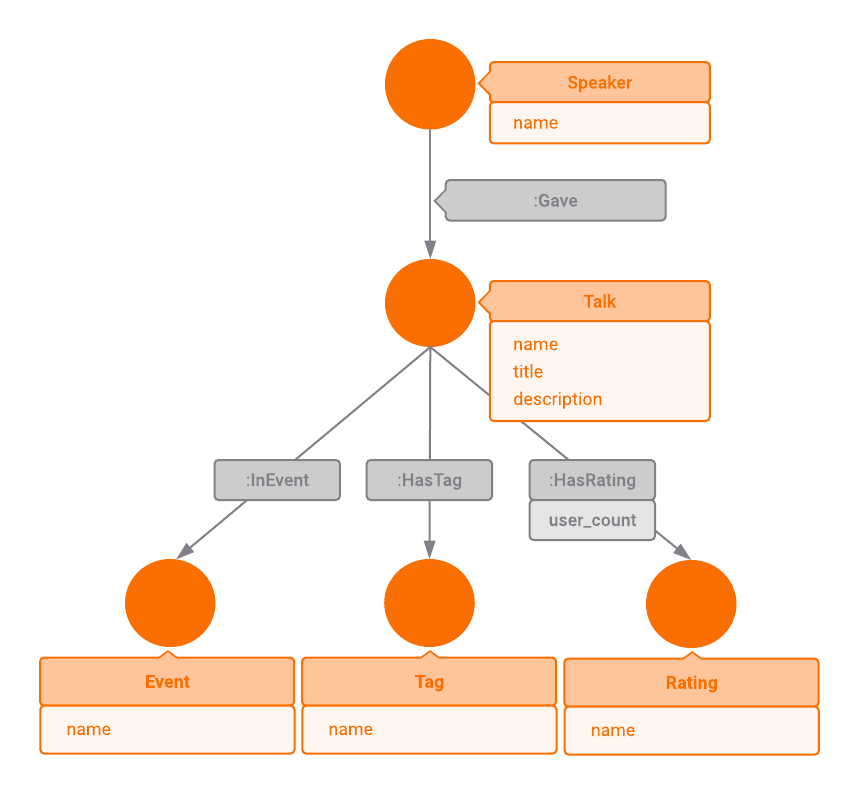 Speaker
name
:Gave
Talk
name
title
description
:InEvent
:HasTag
:HasRating
user_count
Event
name
Tag
name
Rating
name